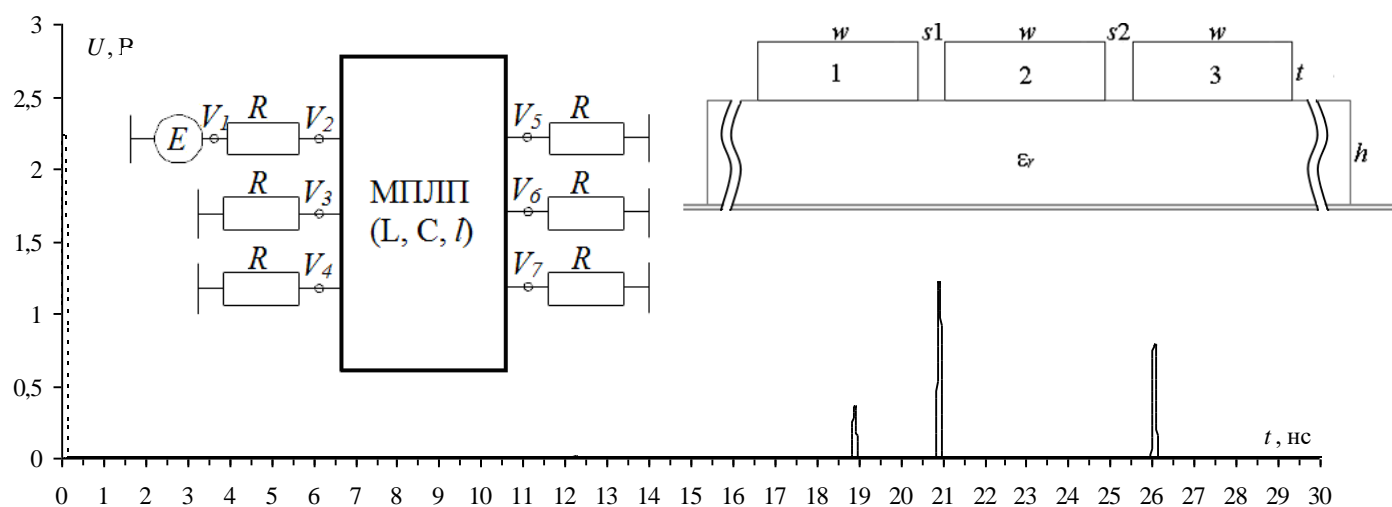 3
2,5
2
1,5
1
0,5
0
U, В
V1 R V2
E
R V3
R V4
МПЛП
(L, C, l)
V5 R
V6 R
V7 R
w s1 w s2 w
1 2 3 t
εr h
t, нс
0 1 2 3 4 5 6 7 8 9 10 11 12 13 14 15 16 17 18 19 20 21 22 23 24 25 26 27 28 29 30